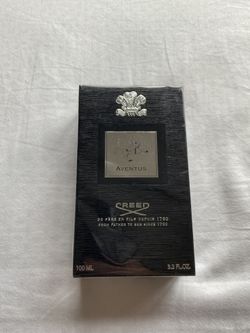 AVENTUS
CREED
DE PÈRE EN FILS DEPUIS 1760
FROM FATHER TO SON SINCE 1760
100 ML 3.3 FL.OZ.